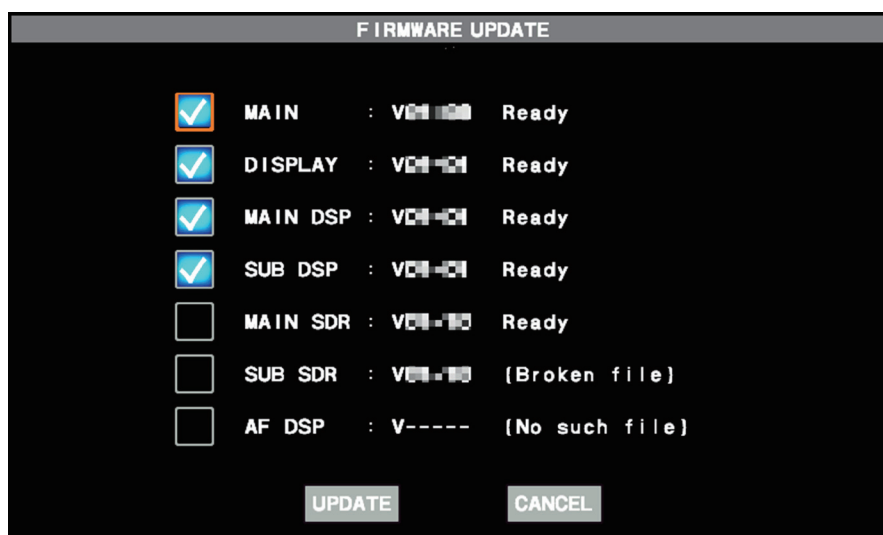 FIRMWARE UPDATE
MAIN : Ready
DISPLAY : Ready
MAIN DSP : Ready
SUB DSP : Ready
MAIN SDR : Ready
SUB SDR : (Broken file)
AF DSP : V----- (No such file)
UPDATE CANCEL